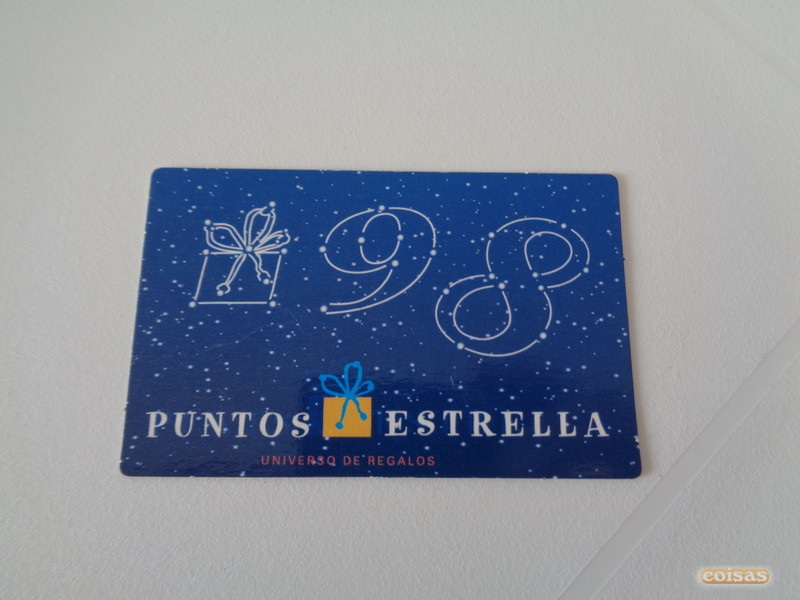 98
PUNTOS ESTRELLA
UNIVERSO DE REGALOS
coisas